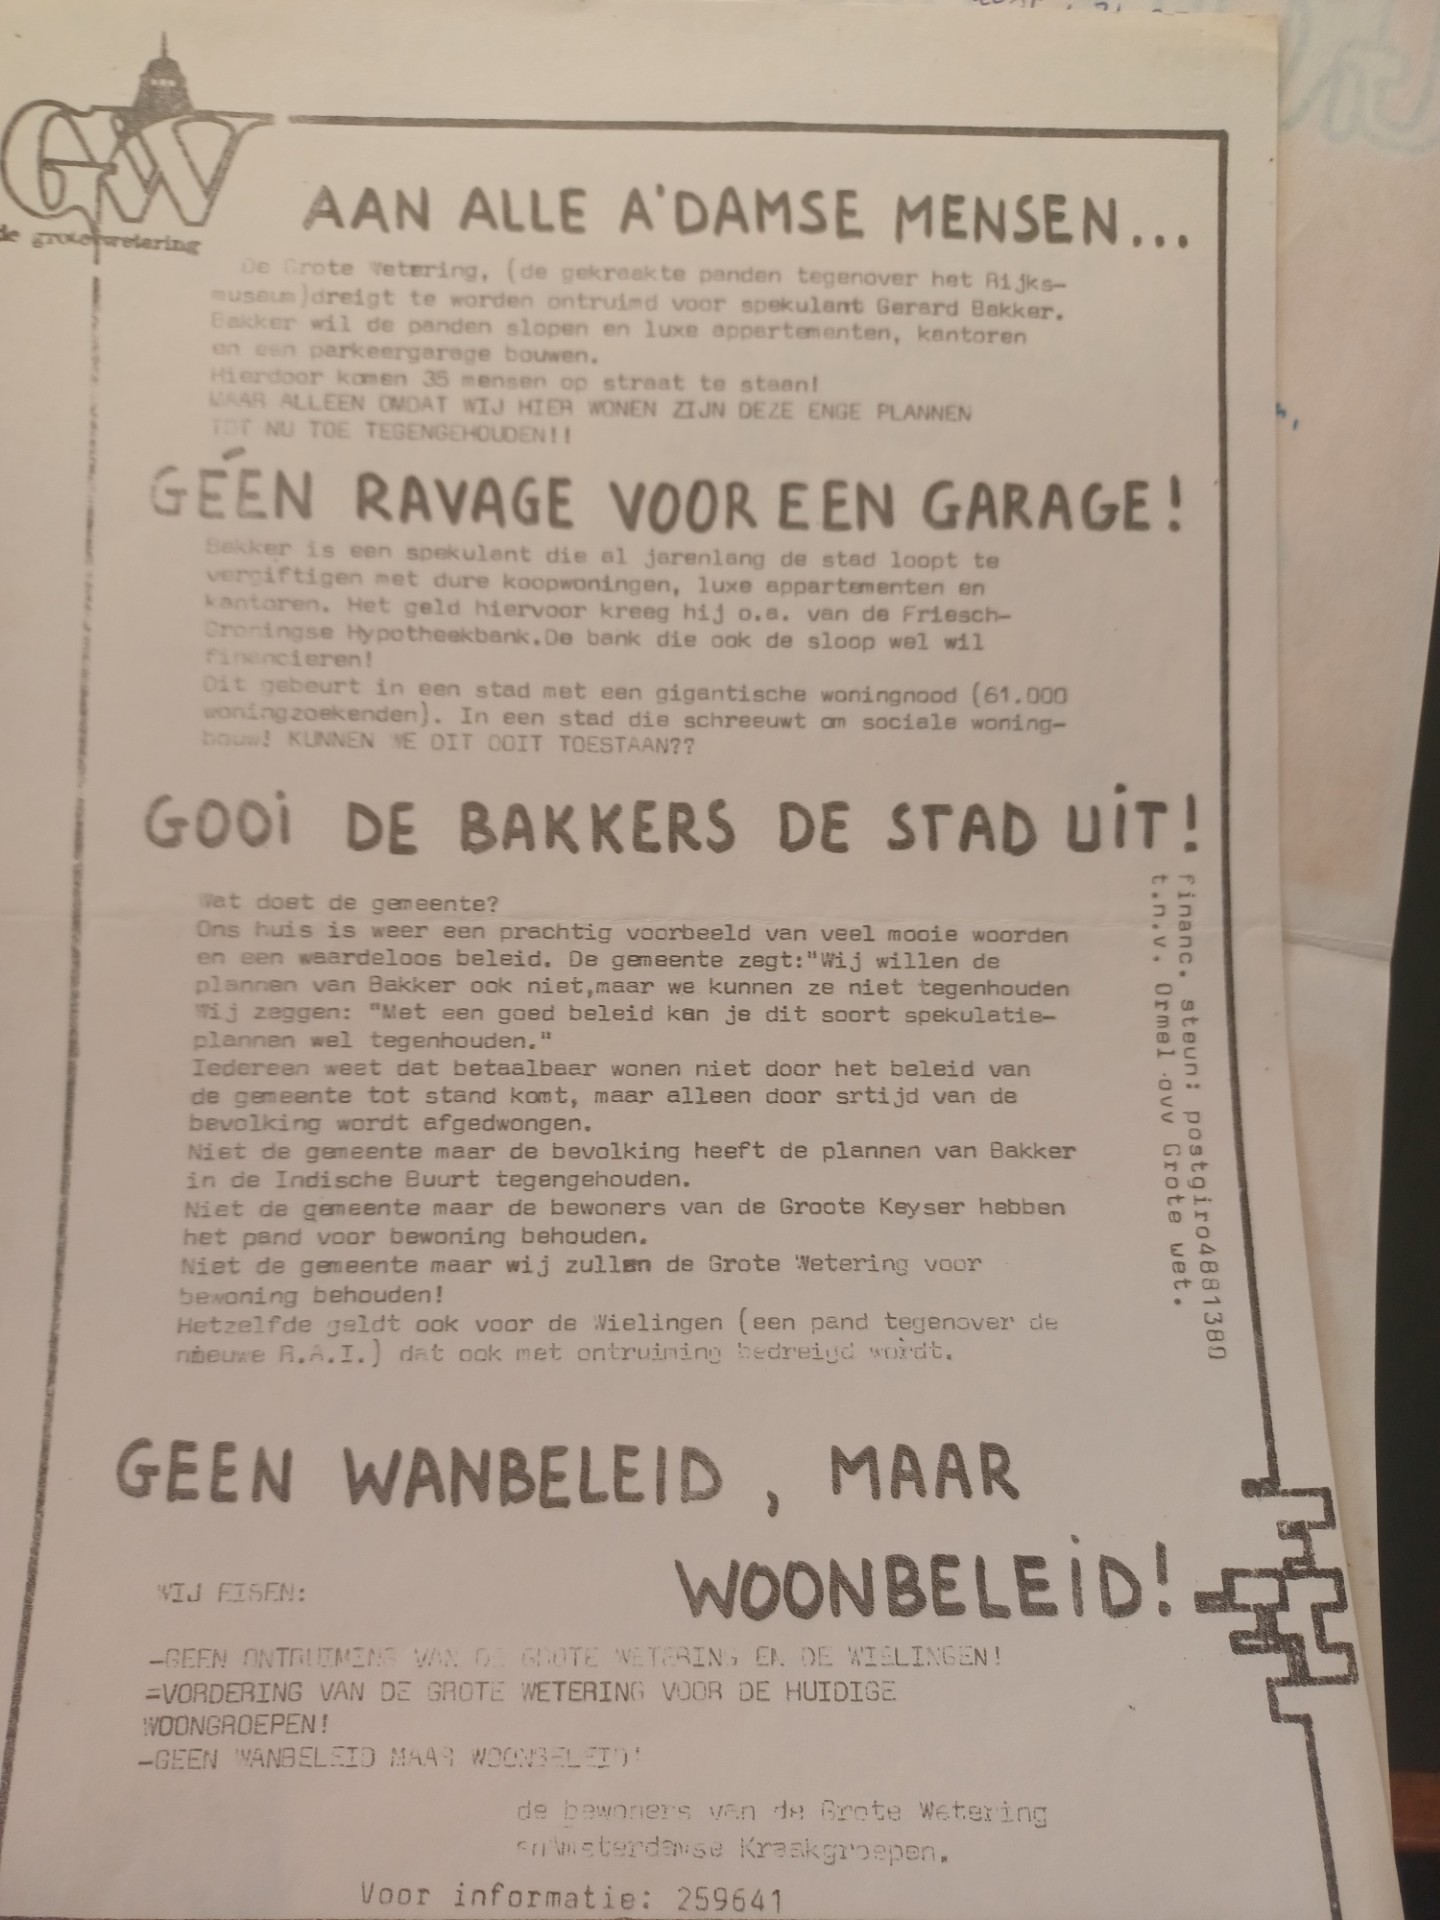 GW
de grote wetering
AAN ALLE A'DAMSE MENSEN...
De Grote Wetering, (de gekraakte panden tegenover het Rijks-
museum)dreigt te worden ontruimd voor spekulant Gerard Bakker.
Bakker wil de panden slopen en luxe appartementen, kantoren
en een parkeergarage bouwen.
Hierdoor komen 35 mensen op straat te staan!
MAAR ALLEEN OMDAT WIJ HIER WONEN ZIJN DEZE ENGE PLANNEN
TOT NU TOE TEGENGEHOUDEN!!
GÉEN RAVAGE VOOR EEN GARAGE!
Bakker is een spekulant die al jarenlang de stad loopt te
vergiftigen met dure koopwoningen, luxe appartementen en
kantoren. Het geld hiervoor kreeg hij o.a. van de Friesch-
Groningse Hypotheekbank.De bank die ook de sloop wel wil
financieren!
Dit gebeurt in een stad met een gigantische woningnood (61.000
woningzoekenden). In een stad die schreeuwt om sociale woning-
bouw! KUNNEN WE DIT OOIT TOESTAAN??
GOOI DE BAKKERS DE STAD UIT!
Wat doet de gemeente?
Ons huis is weer een prachtig voorbeeld van veel mooie woorden
en een waardeloos beleid. De gemeente zegt:"Wij willen de
plannen van Bakker ook niet,maar we kunnen ze niet tegenhouden
Wij zeggen: "Met een goed beleid kan je dit soort spekulatie-
plannen wel tegenhouden."
Iedereen weet dat betaalbaar wonen niet door het beleid van
de gemeente tot stand komt, maar alleen door srtijd van de
bevolking wordt afgedwongen.
Niet de gemeente maar de bevolking heeft de plannen van Bakker
in de Indische Buurt tegengehouden.
Niet de gemeente maar de bewoners van de Groote Keyser hebben
het pand voor bewoning behouden.
Niet de gemeente maar wij zullen de Grote Wetering voor
bewoning behouden!
Hetzelfde geldt ook voor de Wielingen (een pand tegenover de
nieuwe R.A.I.) dat ook met ontruiming bedreigd wordt.
financ. steun: postgiro4881380
t.n.v. Ormel ovv Grote wet.
GEEN WANBELEID, MAAR
WOONBELEID!
WIJ EISEN:
-GEEN ONTRUIMING VAN DE GROTE WETERING EN DE WIELINGEN!
=VORDERING VAN DE GROTE WETERING VOOR DE HUIDIGE
WOONGROEPEN!
-GEEN WANBELEID MAAR WOONBELEID!
de bewoners van de Grote Wetering
en Amsterdamse Kraakgroepen.
Voor informatie: 259641